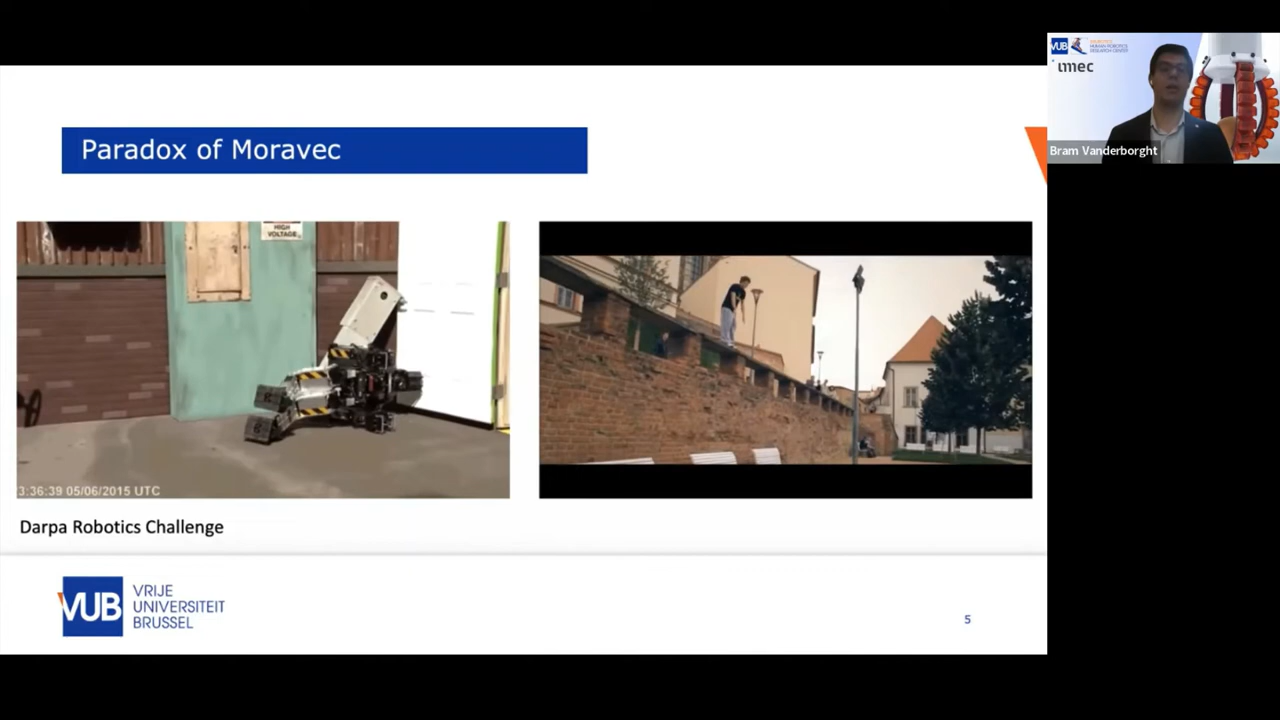 Paradox of Moravec
HIGH
VOLTAGE
3:36:39 05/06/2015 UTC
Darpa Robotics Challenge
VUB
VRIJE
UNIVERSITEIT
BRUSSEL
5
VUB
imec
Bram Vanderborght